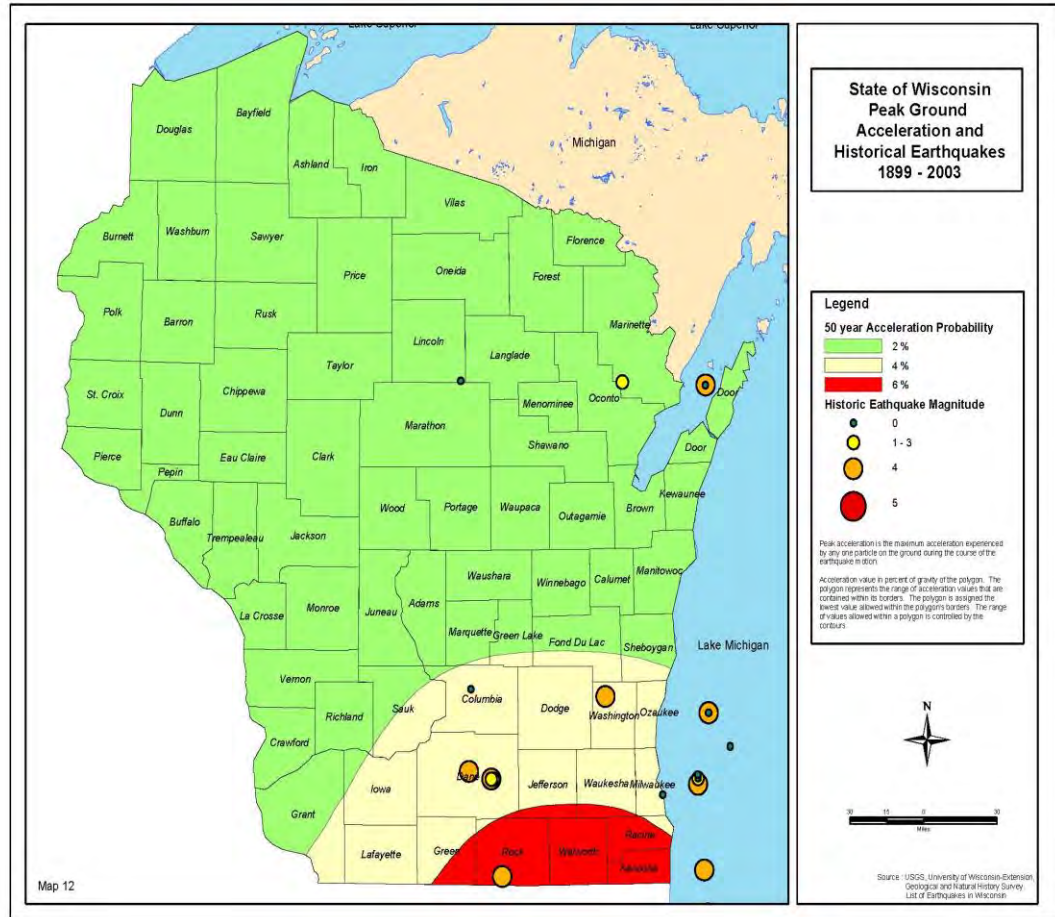 Lake Superior
Lake Superior
Michigan
Douglas
Bayfield
Ashland
Iron
Vilas
Burnett
Washburn
Sawyer
Price
Oneida
Forest
Florence
Marinette
Polk
Barron
Rusk
Lincoln
Langlade
Taylor
St. Croix
Dunn
Chippewa
Menominee
Oconto
Door
Marathon
Shawano
Pierce
Pepin
Eau Claire
Clark
Door
Kewaunee
Buffalo
Trempealeau
Jackson
Wood
Portage
Waupaca
Outagamie
Brown
La Crosse
Monroe
Juneau
Adams
Waushara
Winnebago
Calumet
Manitowoc
Marquette
Green Lake
Fond Du Lac
Sheboygan
Lake Michigan
Vernon
Richland
Sauk
Columbia
Dodge
Washington
Ozaukee
Crawford
Grant
Iowa
Dane
Jefferson
Waukesha
Milwaukee
Lafayette
Green
Rock
Walworth
Racine
Kenosha
Map 12
State of Wisconsin
Peak Ground
Acceleration and
Historical Earthquakes
1899 - 2003
Legend
50 year Acceleration Probability
2 %
4 %
6 %
Historic Eathquake Magnitude
0
1 - 3
4
5
Peak acceleration is the maximum acceleration experienced
by any one particle on the ground during the course of the
earthquake motion
Acceleration value in percent of gravity of the polygon. The
polygon represents the range of acceleration values that are
contained within its borders. The polygon is assigned the
lowest value allowed within the polygon's borders. The range
of values allowed within a polygon is controlled by the
contours.
N
30 15 0 30
Miles
Source : USGS, University of Wisconsin-Extension,
Geological and Natural History Survey
List of Earthquakes in Wisconsin